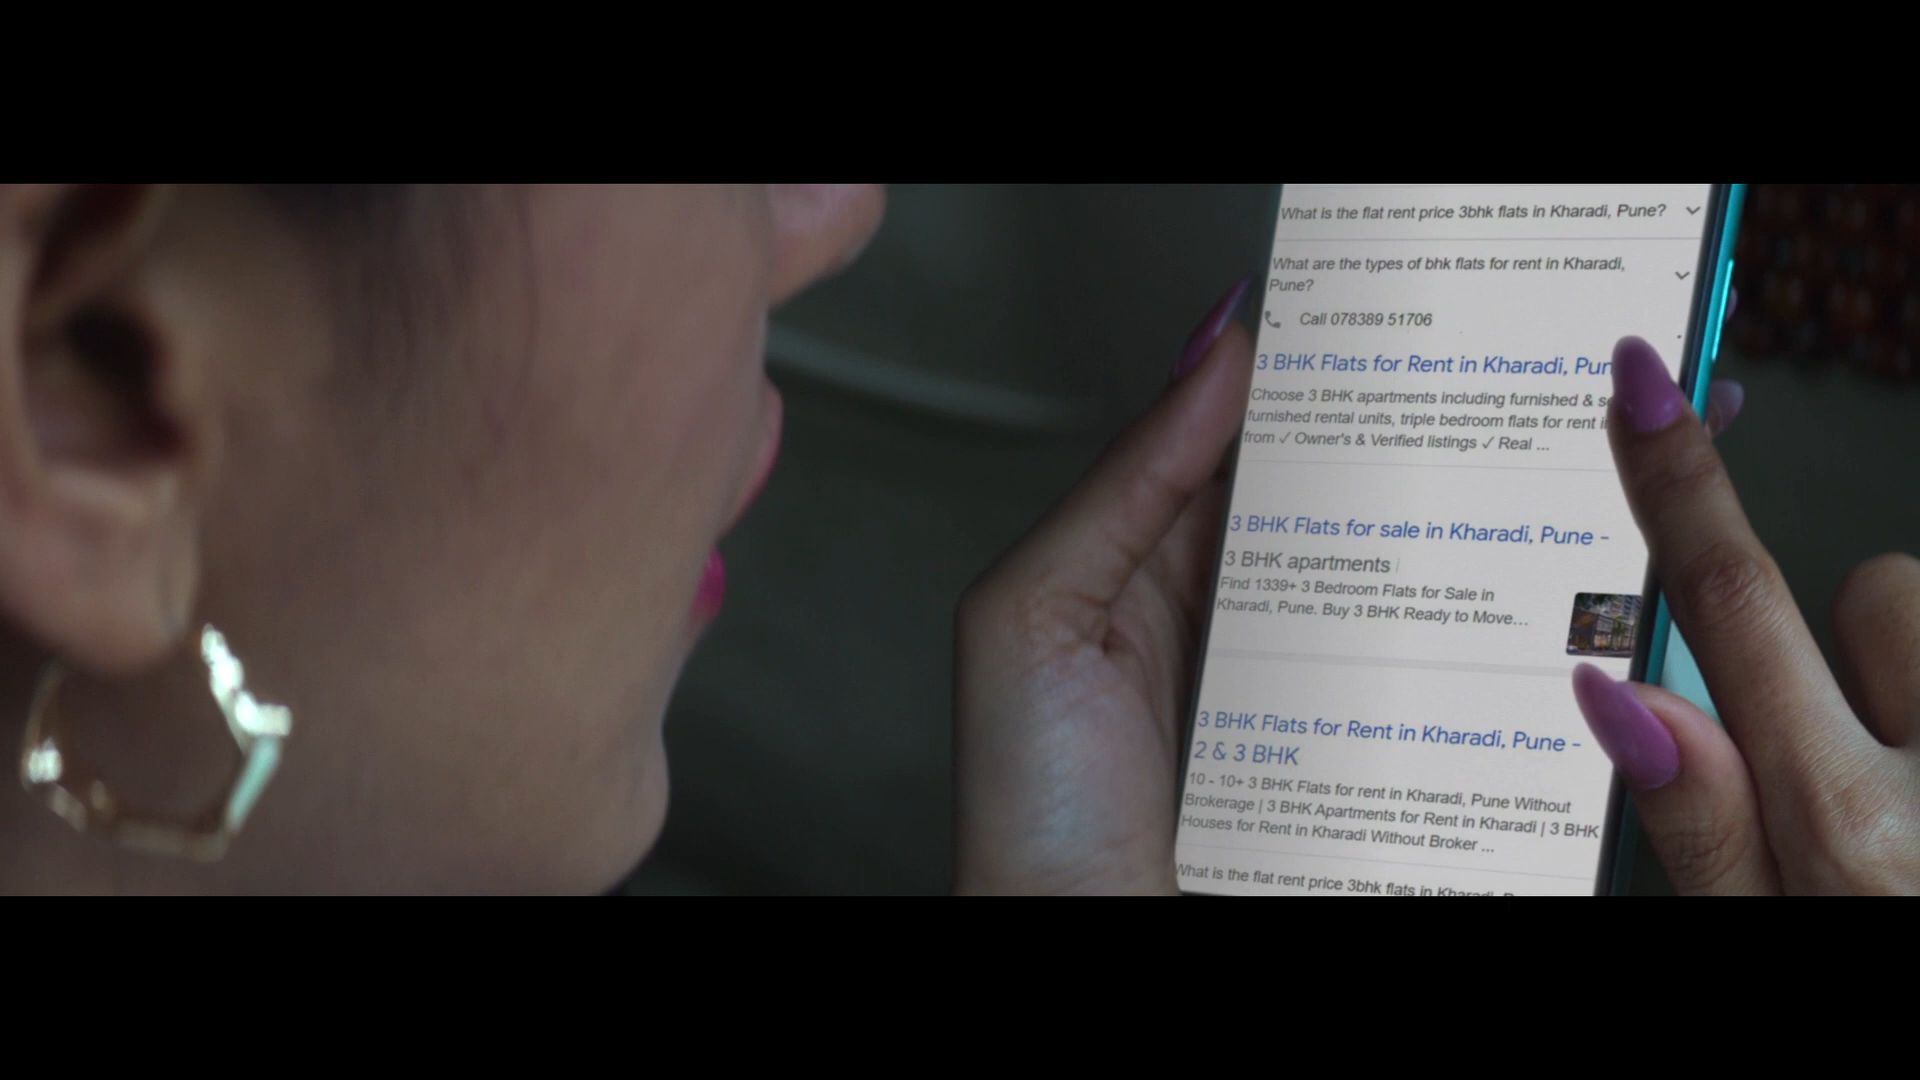 What is the flat rent price 3bhk flats in Kharadi, Pune?
What are the types of bhk flats for rent in Kharadi,
Pune?
Call 078389 51706
3 BHK Flats for Rent in Kharadi, Pun
Choose 3 BHK apartments including furnished &
furnished rental units, triple bedroom flats for rent
from ✓ Owner's & Verified listings ✓ Real ...
3 BHK Flats for sale in Kharadi, Pune -
3 BHK apartments
Find 1339+ 3 Bedroom Flats for Sale in
Kharadi, Pune. Buy 3 BHK Ready to Move...
3 BHK Flats for Rent in Kharadi, Pune -
2 & 3 BHK
10 - 10+ 3 BHK Flats for rent in Kharadi, Pune Without
Brokerage | 3 BHK Apartments for Rent in Kharadi | 3 BHK
Houses for Rent in Kharadi Without Broker ...
What is the flat rent price 3bhk flats in Kharadi,